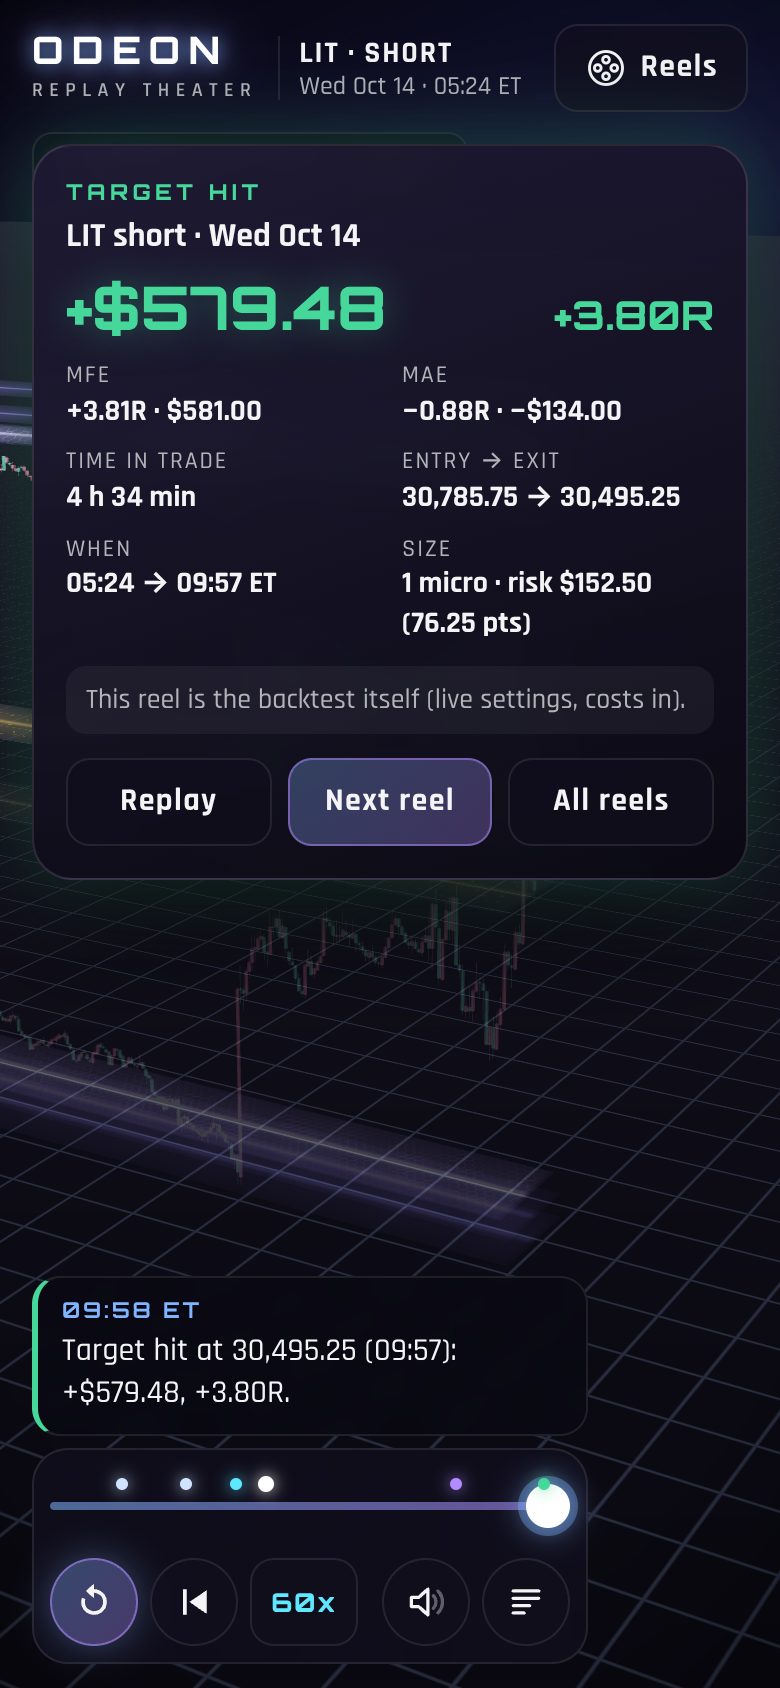 ODEON
REPLAY THEATER
LIT · SHORT
Wed Oct 14 · 05:24 ET
Reels
TARGET HIT
LIT short · Wed Oct 14
+$579.48
+3.80R
MFE
+3.81R · $581.00
MAE
−0.88R · −$134.00
TIME IN TRADE
4 h 34 min
ENTRY → EXIT
30,785.75 → 30,495.25
WHEN
05:24 → 09:57 ET
SIZE
1 micro · risk $152.50
(76.25 pts)
This reel is the backtest itself (live settings, costs in).
Replay
Next reel
All reels
09:58 ET
Target hit at 30,495.25 (09:57):
+$579.48, +3.80R.
60x